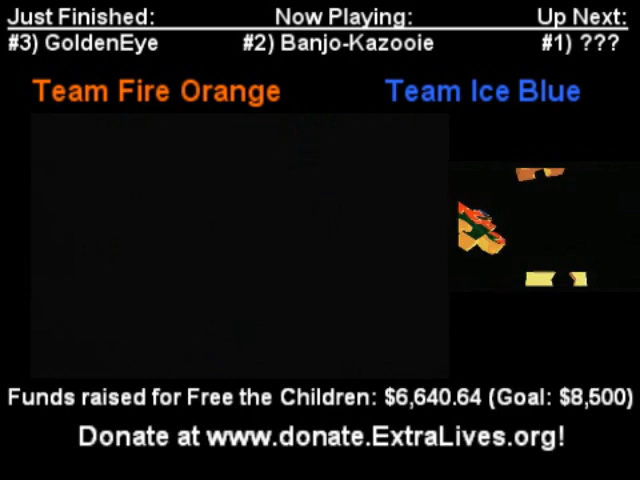 Just Finished: Now Playing: Up Next:
#3) GoldenEye #2) Banjo-Kazooie #1) ???
Team Fire Orange Team Ice Blue
Funds raised for Free the Children: $6,640.64 (Goal: $8,500)
Donate at www.donate.ExtraLives.org!